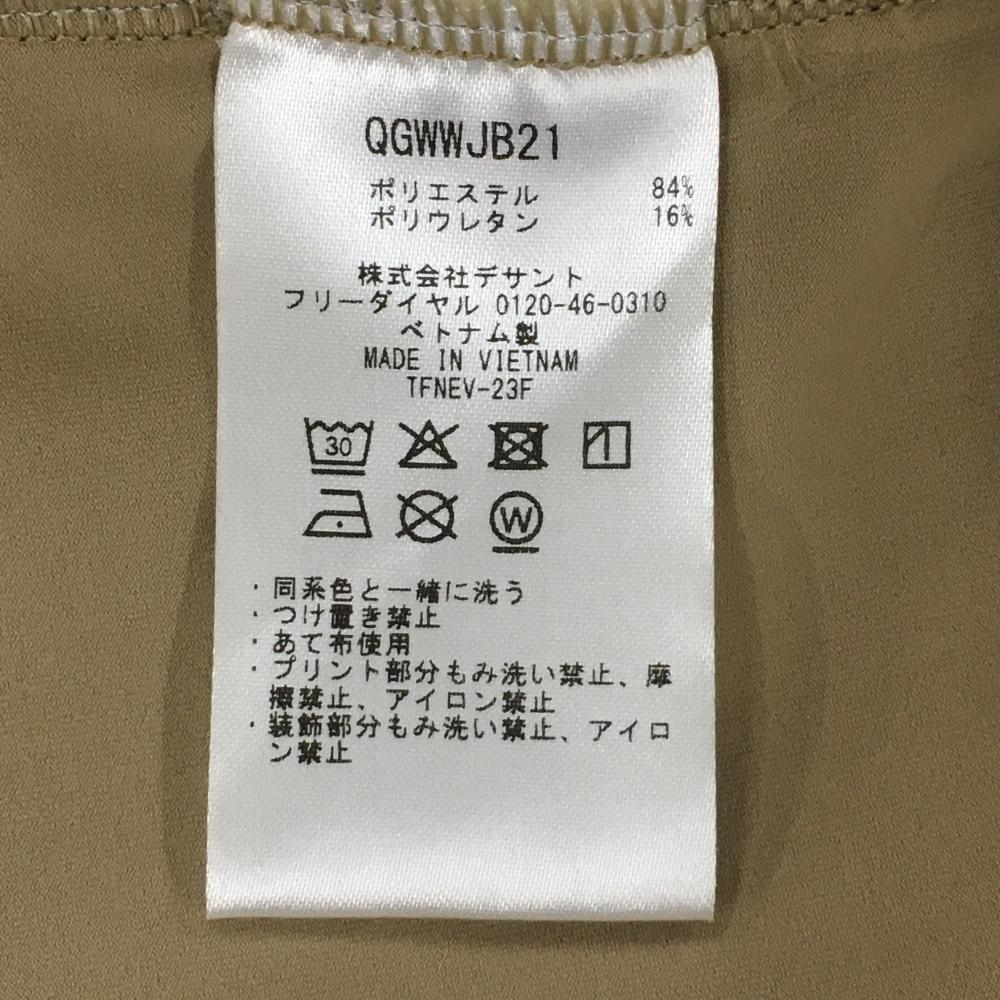 QGWWJB21
ポリエステル 84%
ポリウレタン 16%
株式会社デサント
フリーダイヤル 0120-46-0310
ベトナム製
MADE IN VIETNAM
TFNEV-23F
30
W
・同系色と一緒に洗う
・つけ置き禁止
・あて布使用
・プリント部分もみ洗い禁止、摩
擦禁止、アイロン禁止
・装飾部分もみ洗い禁止、アイロ
ン禁止